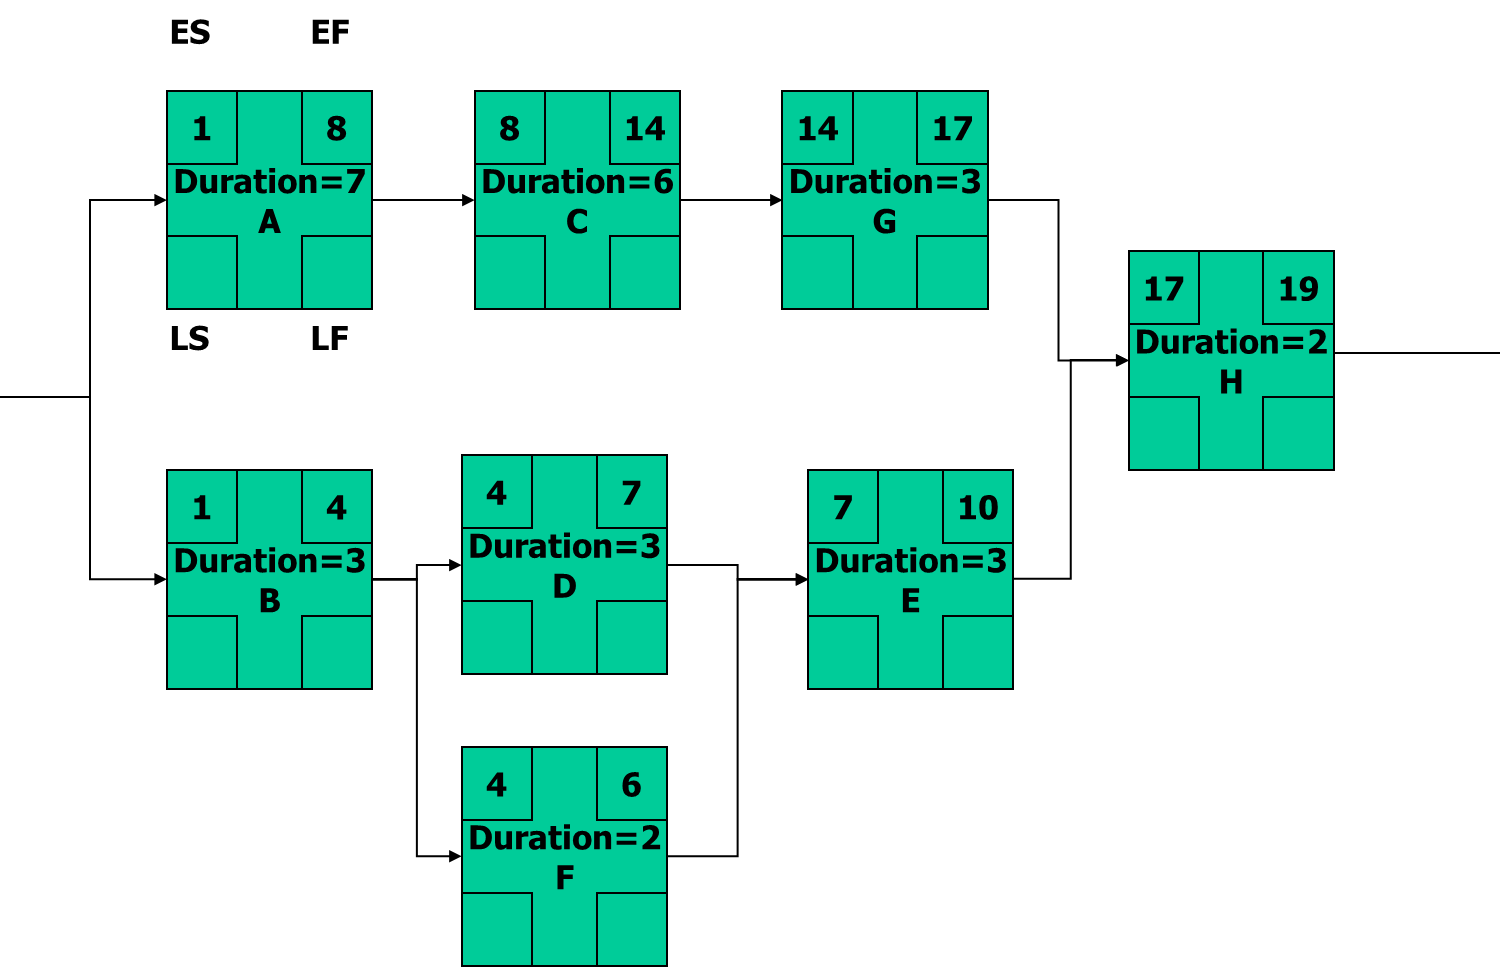 ES EF
1 8
Duration=7
A
LS LF
8 14
Duration=6
C
14 17
Duration=3
G
17 19
Duration=2
H
1 4
Duration=3
B
4 7
Duration=3
D
7 10
Duration=3
E
4 6
Duration=2
F